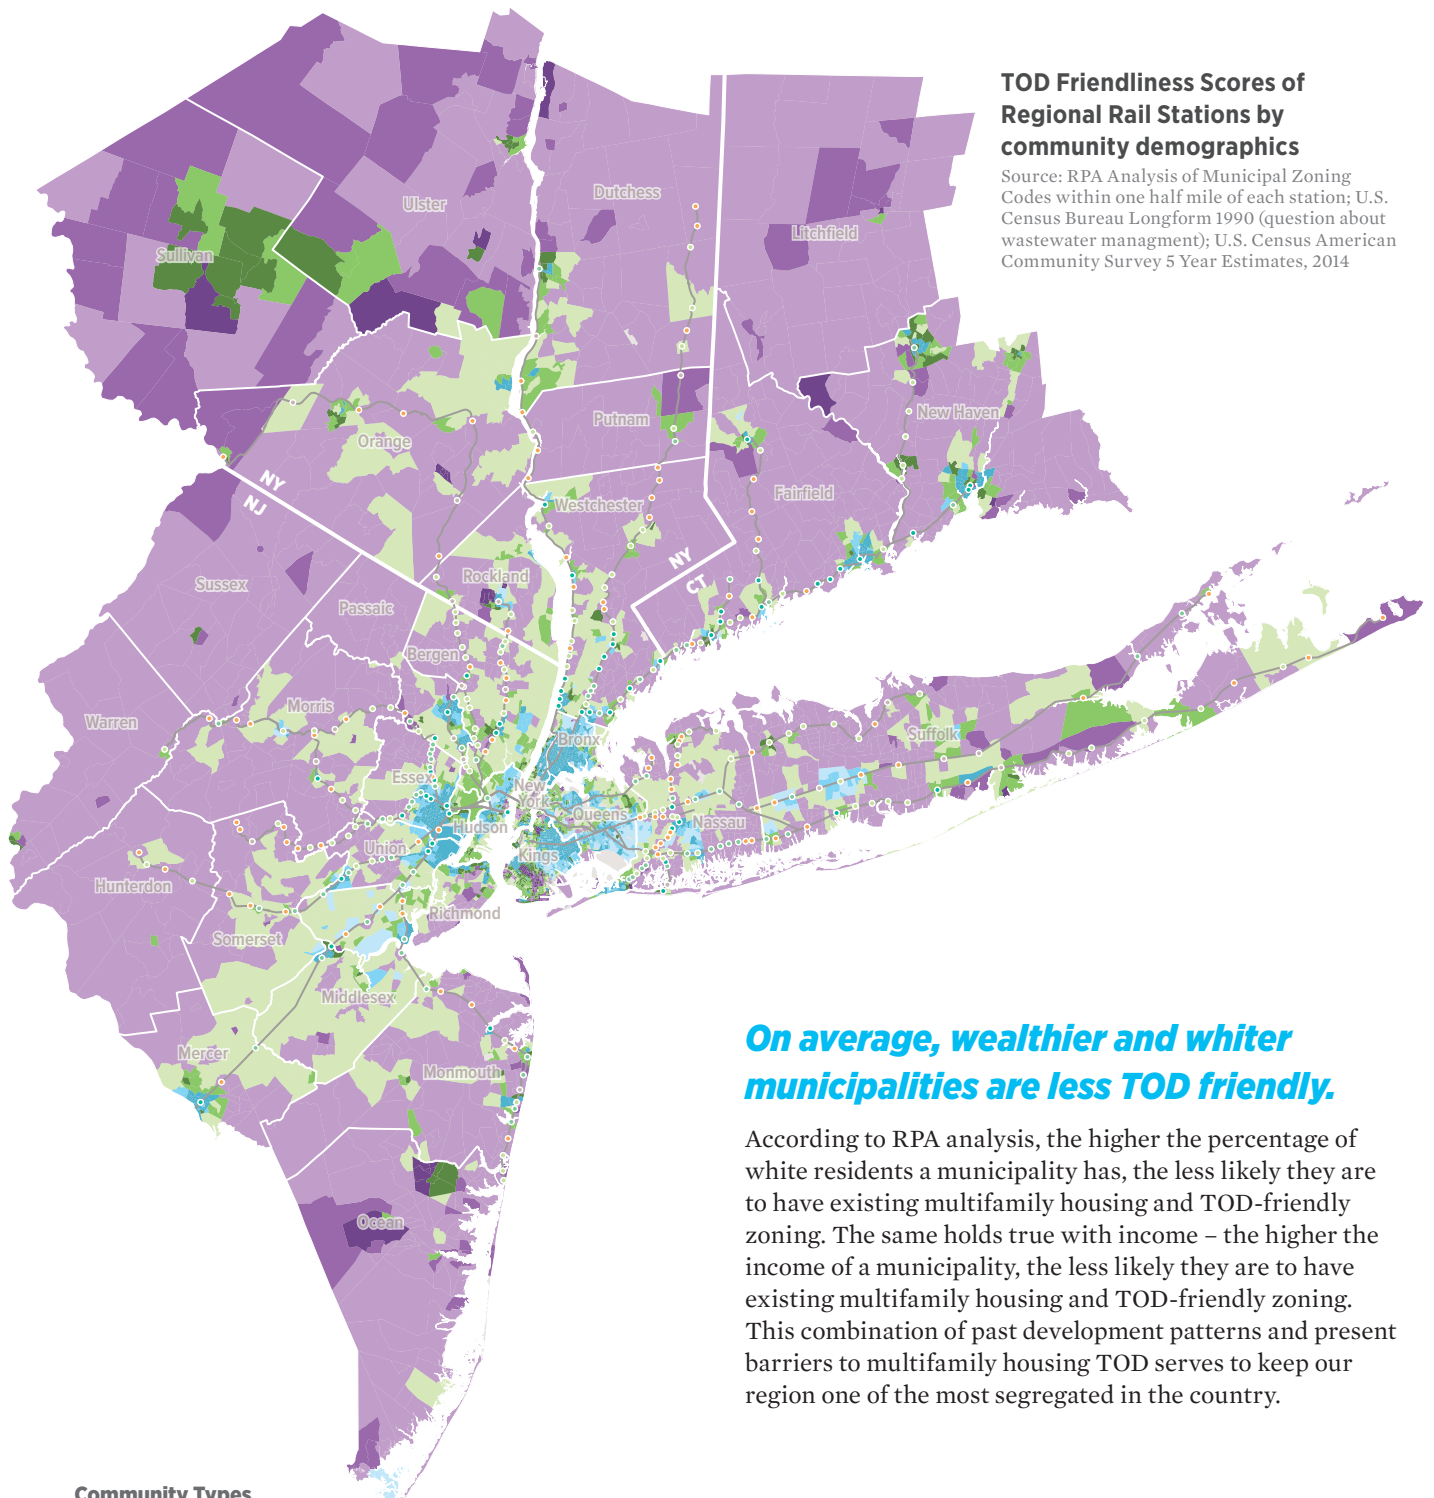 TOD Friendliness Scores of
Regional Rail Stations by
community demographics
Source: RPA Analysis of Municipal Zoning
Codes within one half mile of each station; U.S.
Census Bureau Longform 1990 (question about
wastewater managment); U.S. Census American
Community Survey 5 Year Estimates, 2014
Ulster
Dutchess
Litchfield
Sullivan
Putnam
New Haven
Orange
NY
NJ
Westchester
Fairfield
NY
CT
Sussex
Rockland
Passaic
Bergen
Warren
Morris
Bronx
Suffolk
Essex
New
York
Queens
Nassau
Hudson
Union
Kings
Hunterdon
Richmond
Somerset
Middlesex
Mercer
Monmouth
Ocean
On average, wealthier and whiter
municipalities are less TOD friendly.
According to RPA analysis, the higher the percentage of
white residents a municipality has, the less likely they are
to have existing multifamily housing and TOD-friendly
zoning. The same holds true with income – the higher the
income of a municipality, the less likely they are to have
existing multifamily housing and TOD-friendly zoning.
This combination of past development patterns and present
barriers to multifamily housing TOD serves to keep our
region one of the most segregated in the country.
Community Types